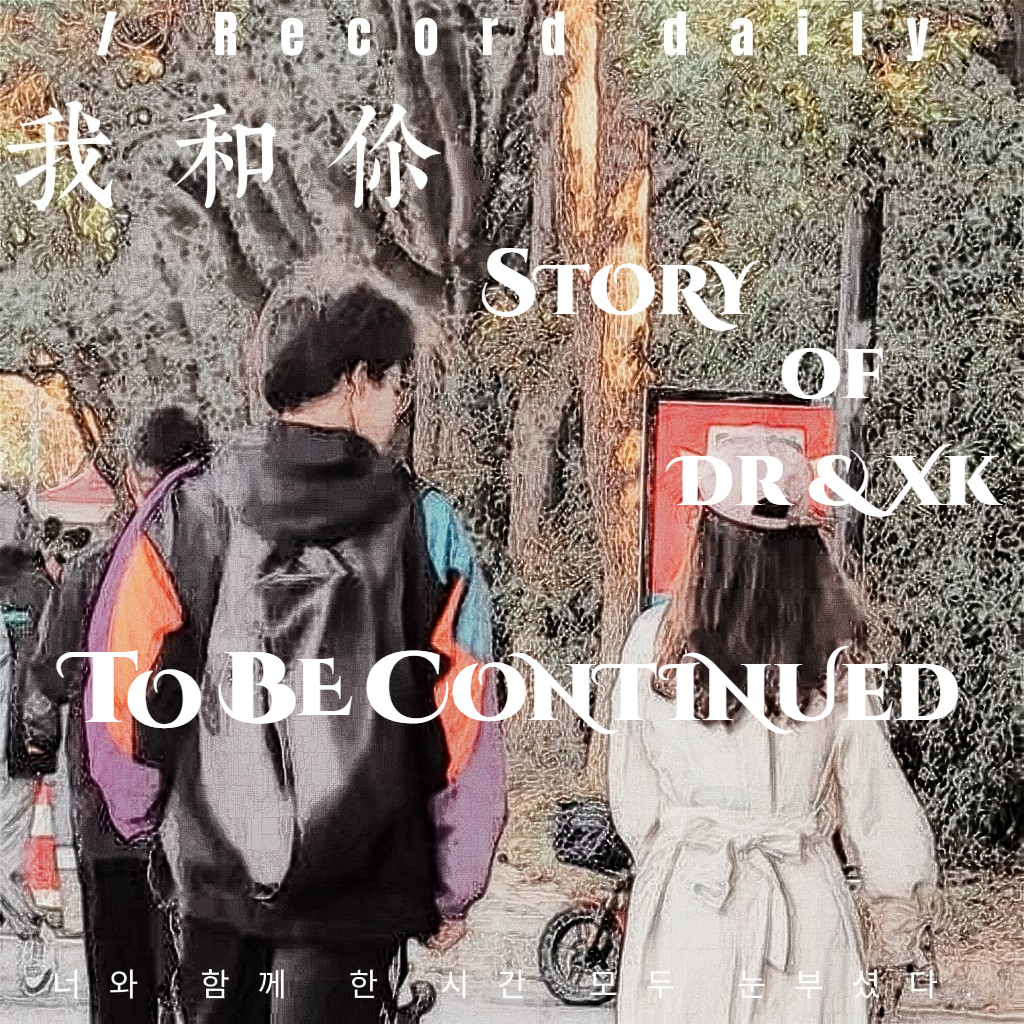 / Record daily
我和你
STORY
OF
DR & XK
TO BE CONTINUED
너와 함께 한 시간 모두 눈부셨다.